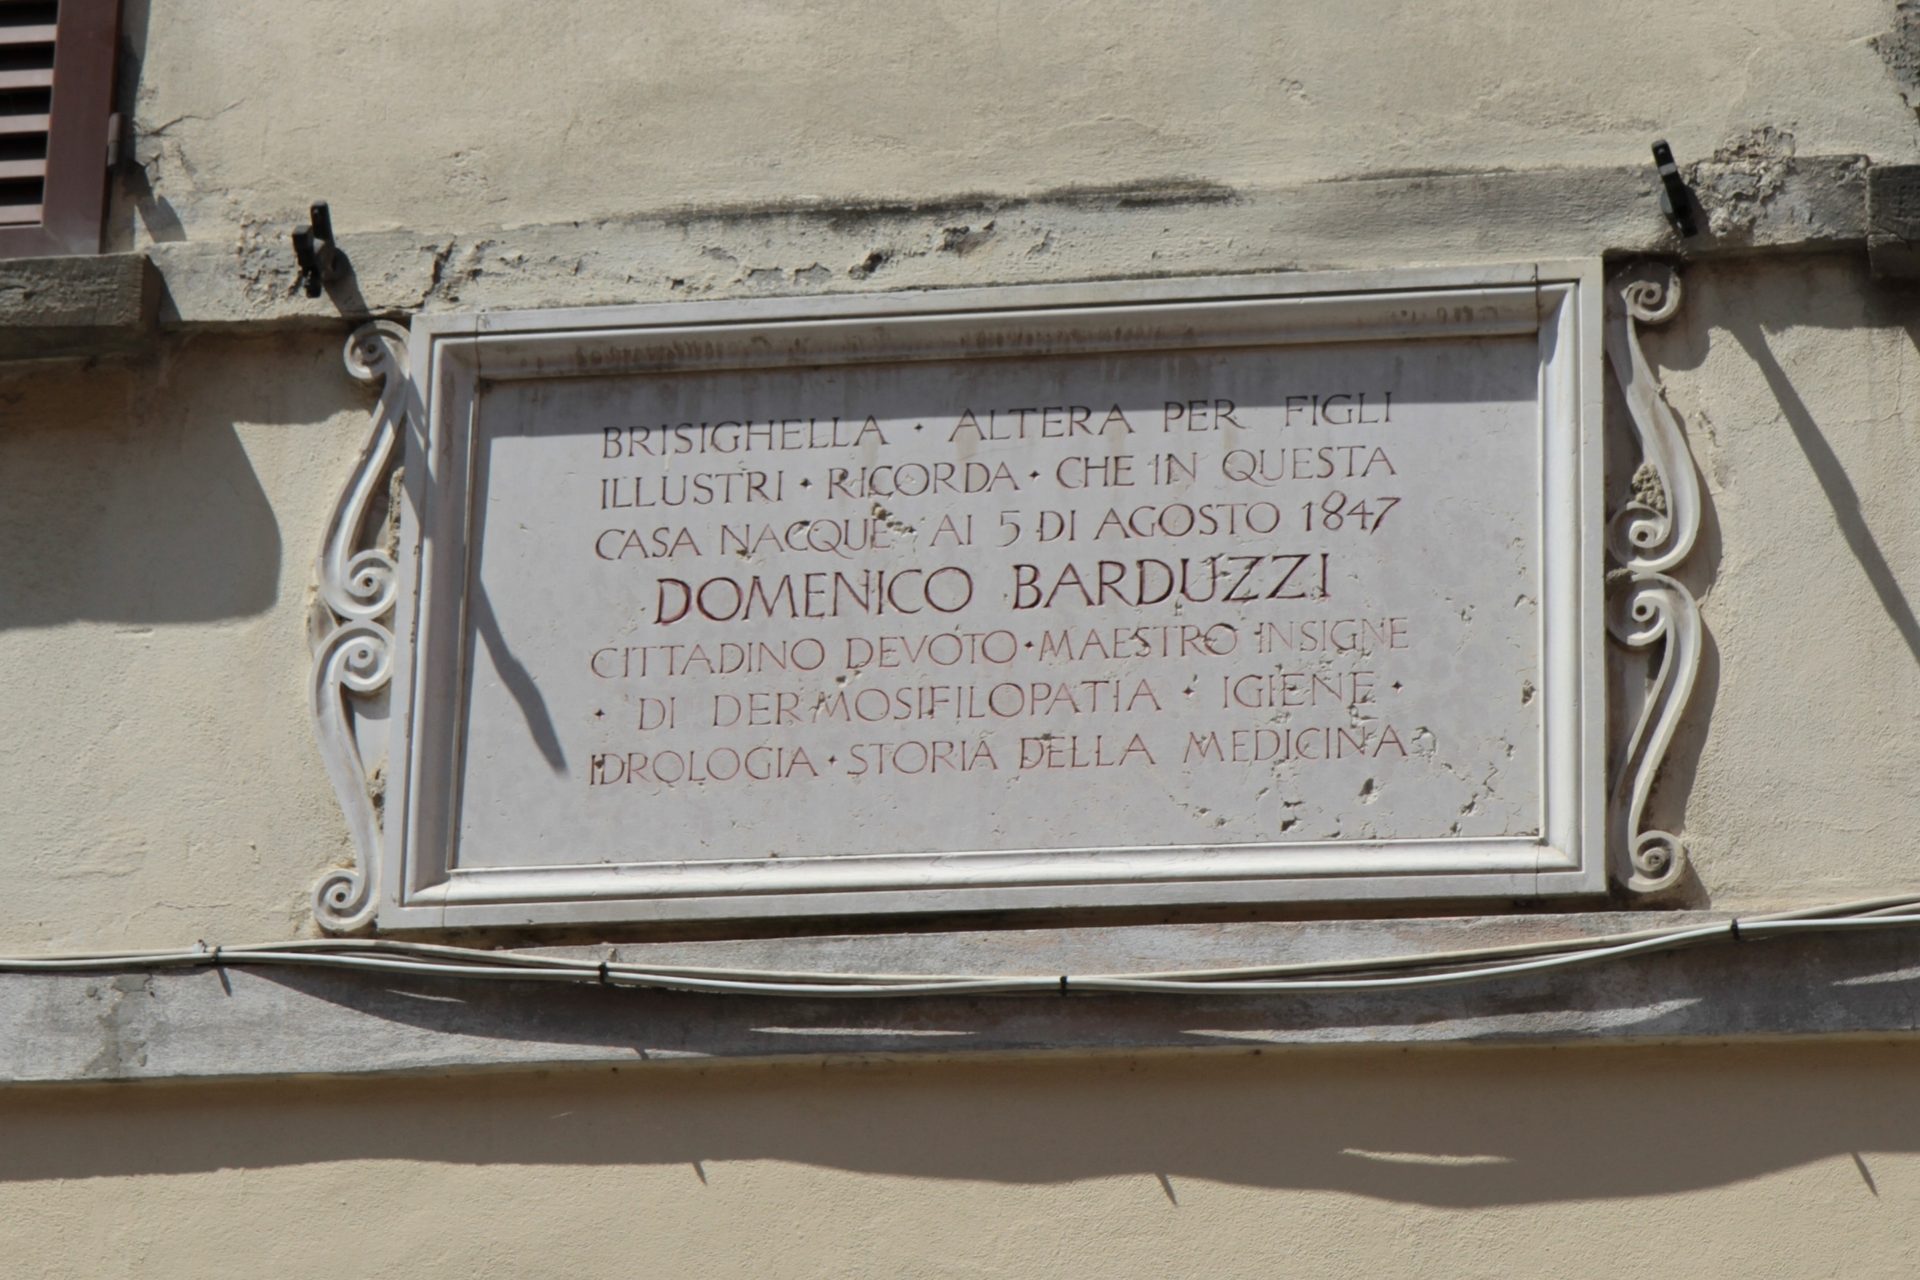 BRISIGHELLA · ALTERA PER FIGLI
ILLUSTRI · RICORDA · CHE IN QUESTA
CASA NACQUE · AI 5 DI AGOSTO 1847
DOMENICO BARDUZZI
CITTADINO DEVOTO · MAESTRO INSIGNE
· DI DERMOSIFILOPATIA · IGIENE ·
IDROLOGIA · STORIA DELLA MEDICINA